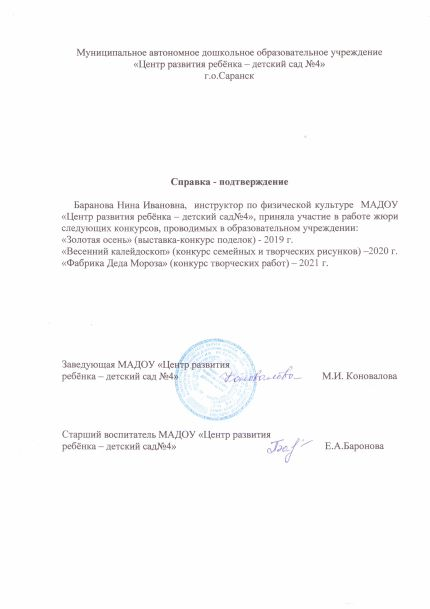 Муниципальное автономное дошкольное образовательное учреждение
«Центр развития ребёнка – детский сад №4»
г.о.Саранск
Справка - подтверждение
Баранова Нина Ивановна, инструктор по физической культуре МАДОУ
«Центр развития ребёнка – детский сад№4», приняла участие в работе жюри
следующих конкурсов, проводимых в образовательном учреждении:
«Золотая осень» (выставка-конкурс поделок) - 2019 г.
«Весенний калейдоскоп» (конкурс семейных и творческих рисунков) –2020 г.
«Фабрика Деда Мороза» (конкурс творческих работ) – 2021 г.
Заведующая МАДОУ «Центр развития
ребёнка – детский сад №4» Коновалова М.И. Коновалова
Старший воспитатель МАДОУ «Центр развития
ребёнка – детский сад№4» Е.А.Баронова